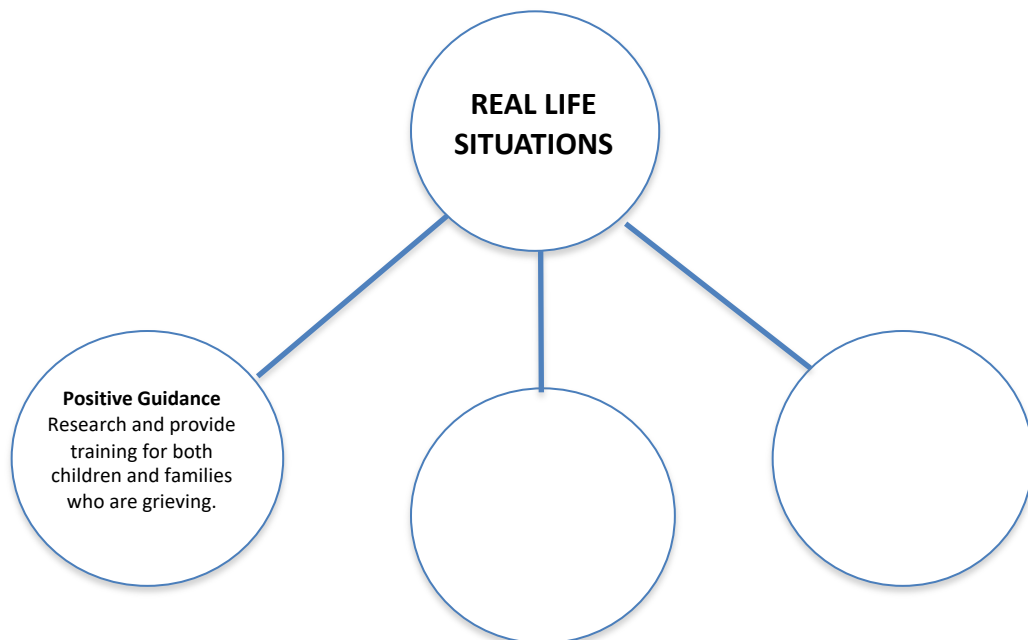 REAL LIFE
SITUATIONS
Positive Guidance
Research and provide
training for both
children and families
who are grieving.